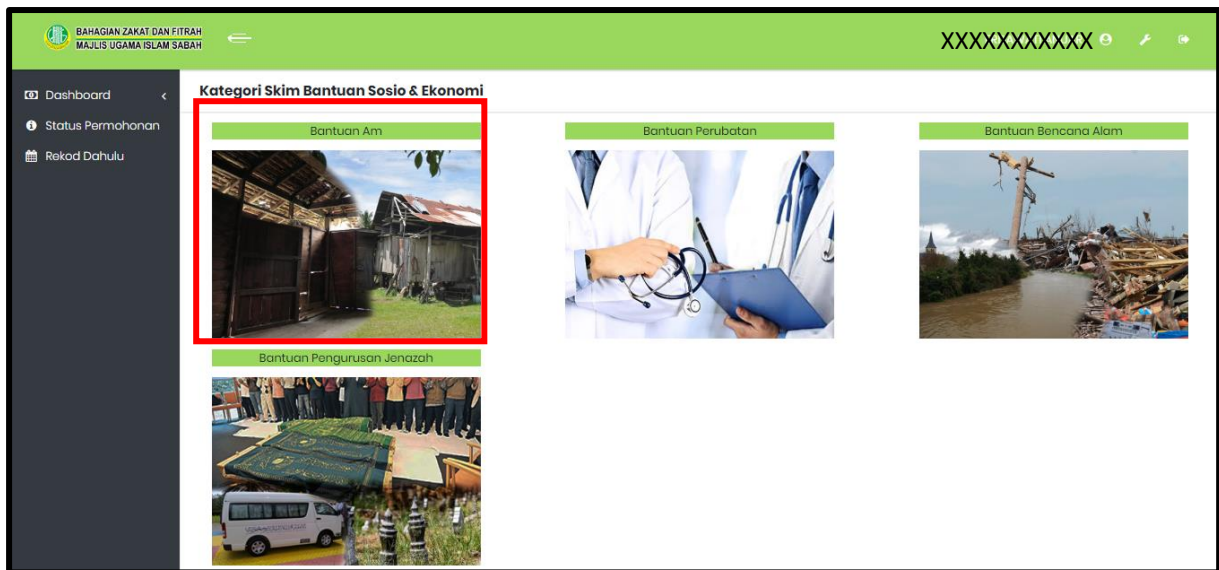 BAHAGIAN ZAKAT DAN FITRAH
MAJLIS UGAMA ISLAM SABAH
XXXXXXXXXXX
Dashboard
Status Permohonan
Rekod Dahulu
Kategori Skim Bantuan Sosio & Ekonomi
Bantuan Am
Bantuan Perubatan
Bantuan Bencana Alam
Bantuan Pengurusan Jenazah